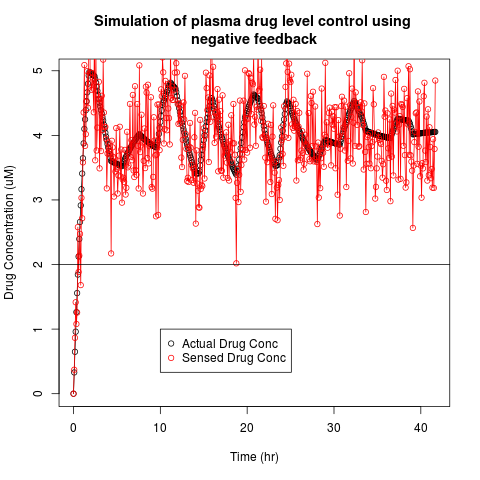 Simulation of plasma drug level control using
negative feedback
Drug Concentration (uM)
5
4
3
2
1
0
Actual Drug Conc
Sensed Drug Conc
0 10 20 30 40
Time (hr)